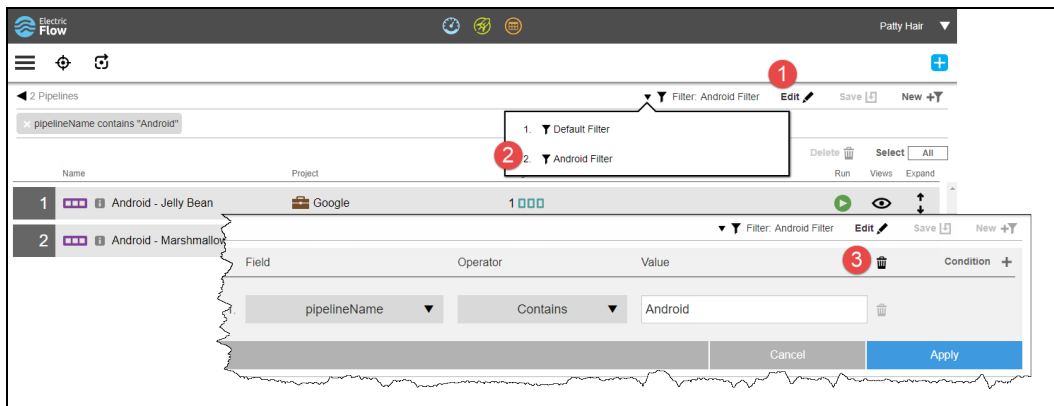 Electric
Flow
Patty Hair
1
2 Pipelines
Filter: Android Filter Edit Save New
pipelineName contains "Android"
1. Default Filter
2 2. Android Filter
Delete Select All
Name Project Run Views Expand
1 Android - Jelly Bean Google 1
2 Android - Marshmallow
Filter: Android Filter Edit Save New
Field Operator Value 3 Condition
pipelineName Contains Android
Cancel Apply